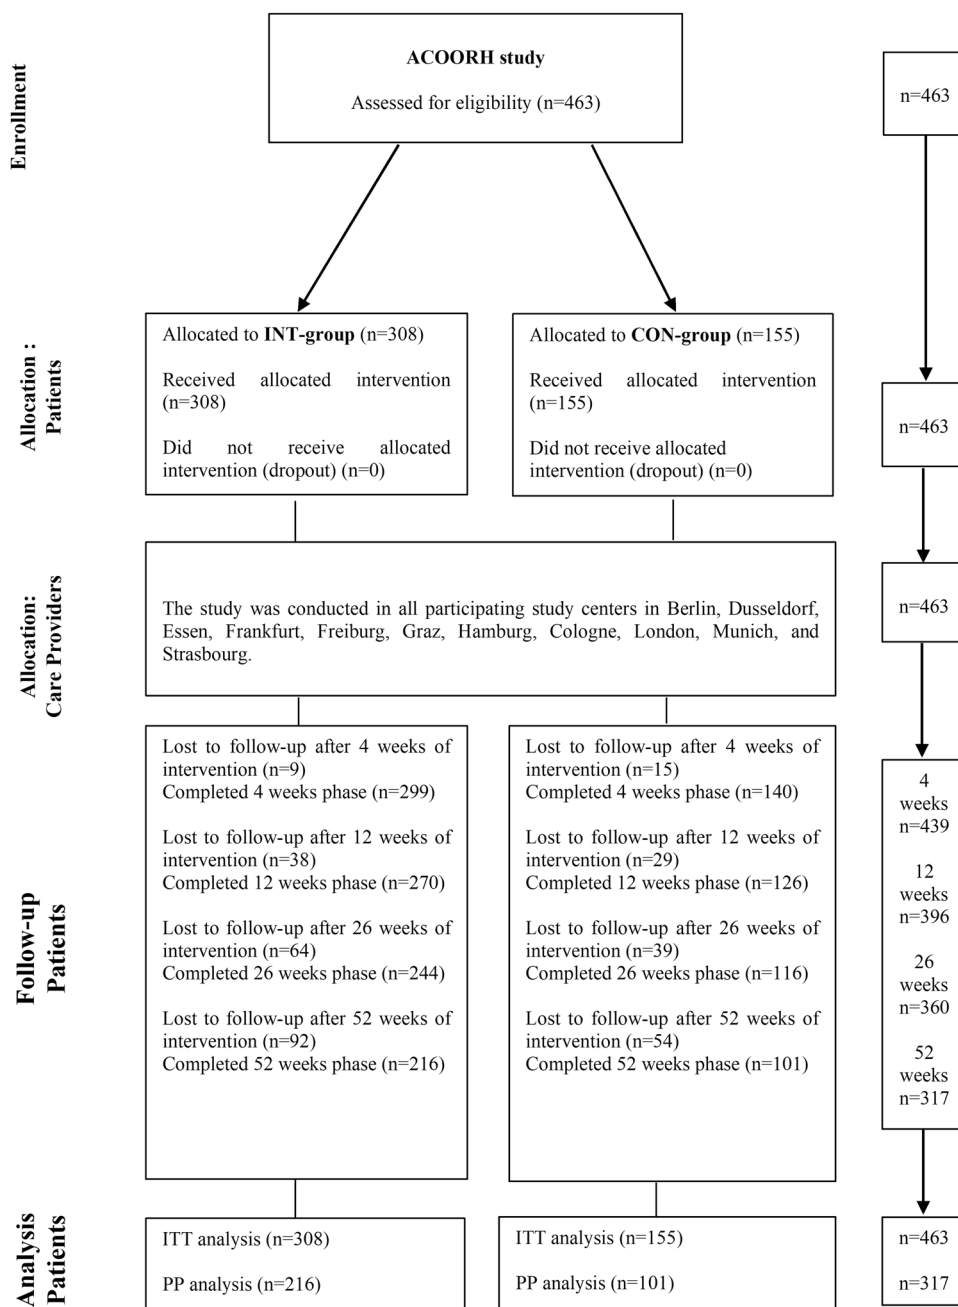 Enrollment
ACOORH study
Assessed for eligibility (n=463)
n=463
Allocation :
Patients
Allocated to INT-group (n=308)
Received allocated intervention
(n=308)
Did not receive allocated
intervention (dropout) (n=0)
Allocated to CON-group (n=155)
Received allocated intervention
(n=155)
Did not receive allocated
intervention (dropout) (n=0)
n=463
Allocation:
Care Providers
The study was conducted in all participating study centers in Berlin, Dusseldorf,
Essen, Frankfurt, Freiburg, Graz, Hamburg, Cologne, London, Munich, and
Strasbourg.
n=463
Follow-up
Patients
Lost to follow-up after 4 weeks of
intervention (n=9)
Completed 4 weeks phase (n=299)
Lost to follow-up after 12 weeks of
intervention (n=38)
Completed 12 weeks phase (n=270)
Lost to follow-up after 26 weeks of
intervention (n=64)
Completed 26 weeks phase (n=244)
Lost to follow-up after 52 weeks of
intervention (n=92)
Completed 52 weeks phase (n=216)
Lost to follow-up after 4 weeks of
intervention (n=15)
Completed 4 weeks phase (n=140)
Lost to follow-up after 12 weeks of
intervention (n=29)
Completed 12 weeks phase (n=126)
Lost to follow-up after 26 weeks of
intervention (n=39)
Completed 26 weeks phase (n=116)
Lost to follow-up after 52 weeks of
intervention (n=54)
Completed 52 weeks phase (n=101)
4
weeks
n=439
12
weeks
n=396
26
weeks
n=360
52
weeks
n=317
Analysis
Patients
ITT analysis (n=308)
PP analysis (n=216)
ITT analysis (n=155)
PP analysis (n=101)
n=463
n=317